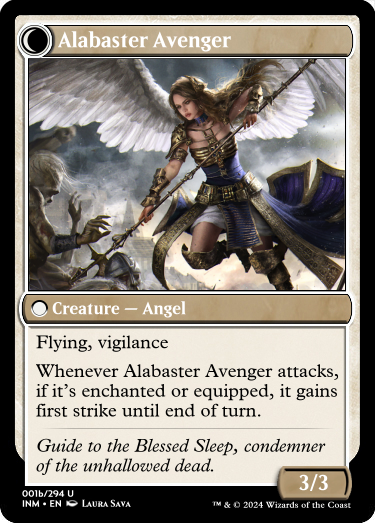 Alabaster Avenger
Creature — Angel
Flying, vigilance
Whenever Alabaster Avenger attacks,
if it's enchanted or equipped, it gains
first strike until end of turn.
Guide to the Blessed Sleep, condemner
of the unhallowed dead.
3/3
001b/294 U
INM • EN Laura Sava
™ & © 2024 Wizards of the Coast